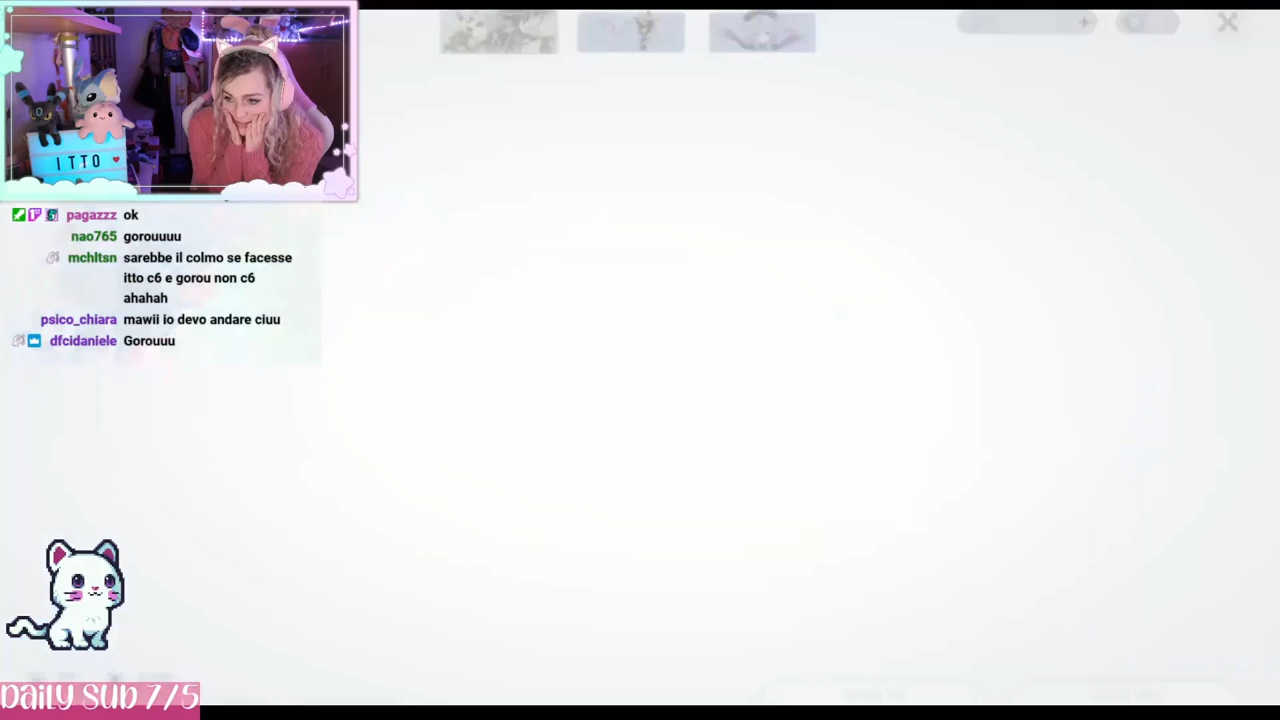 ITTO
pagazzz ok
nao765 gorouuuu
mchltsn sarebbe il colmo se facesse
itto c6 e gorou non c6
ahahah
psico_chiara mawii io devo andare ciuu
dfcidaniele Gorouuu
Daily Sub 7/5